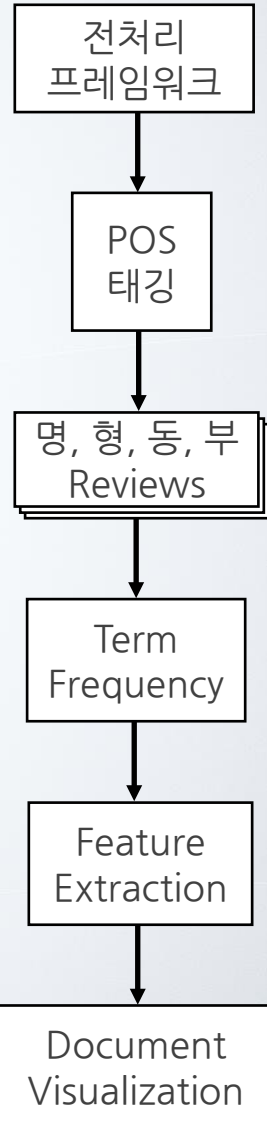 전처리
프레임워크
POS
태깅
명, 형, 동, 부
Reviews
Term
Frequency
Feature
Extraction
Document
Visualization